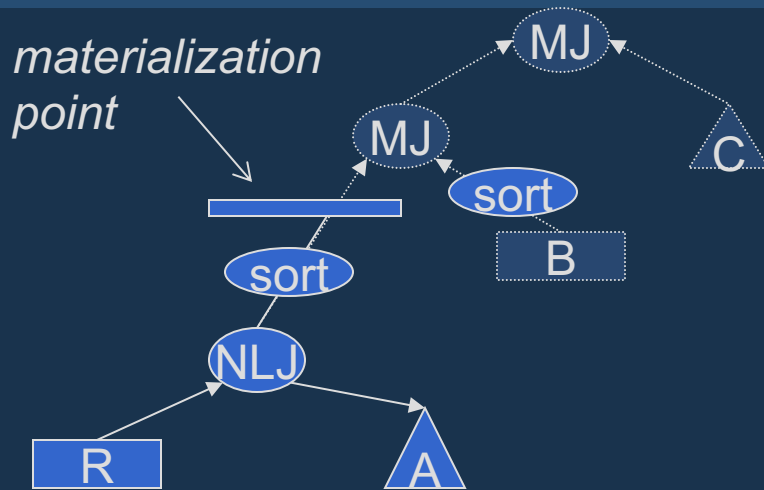 MJ
materialization
point
MJ
C
sort
B
sort
NLJ
R
A